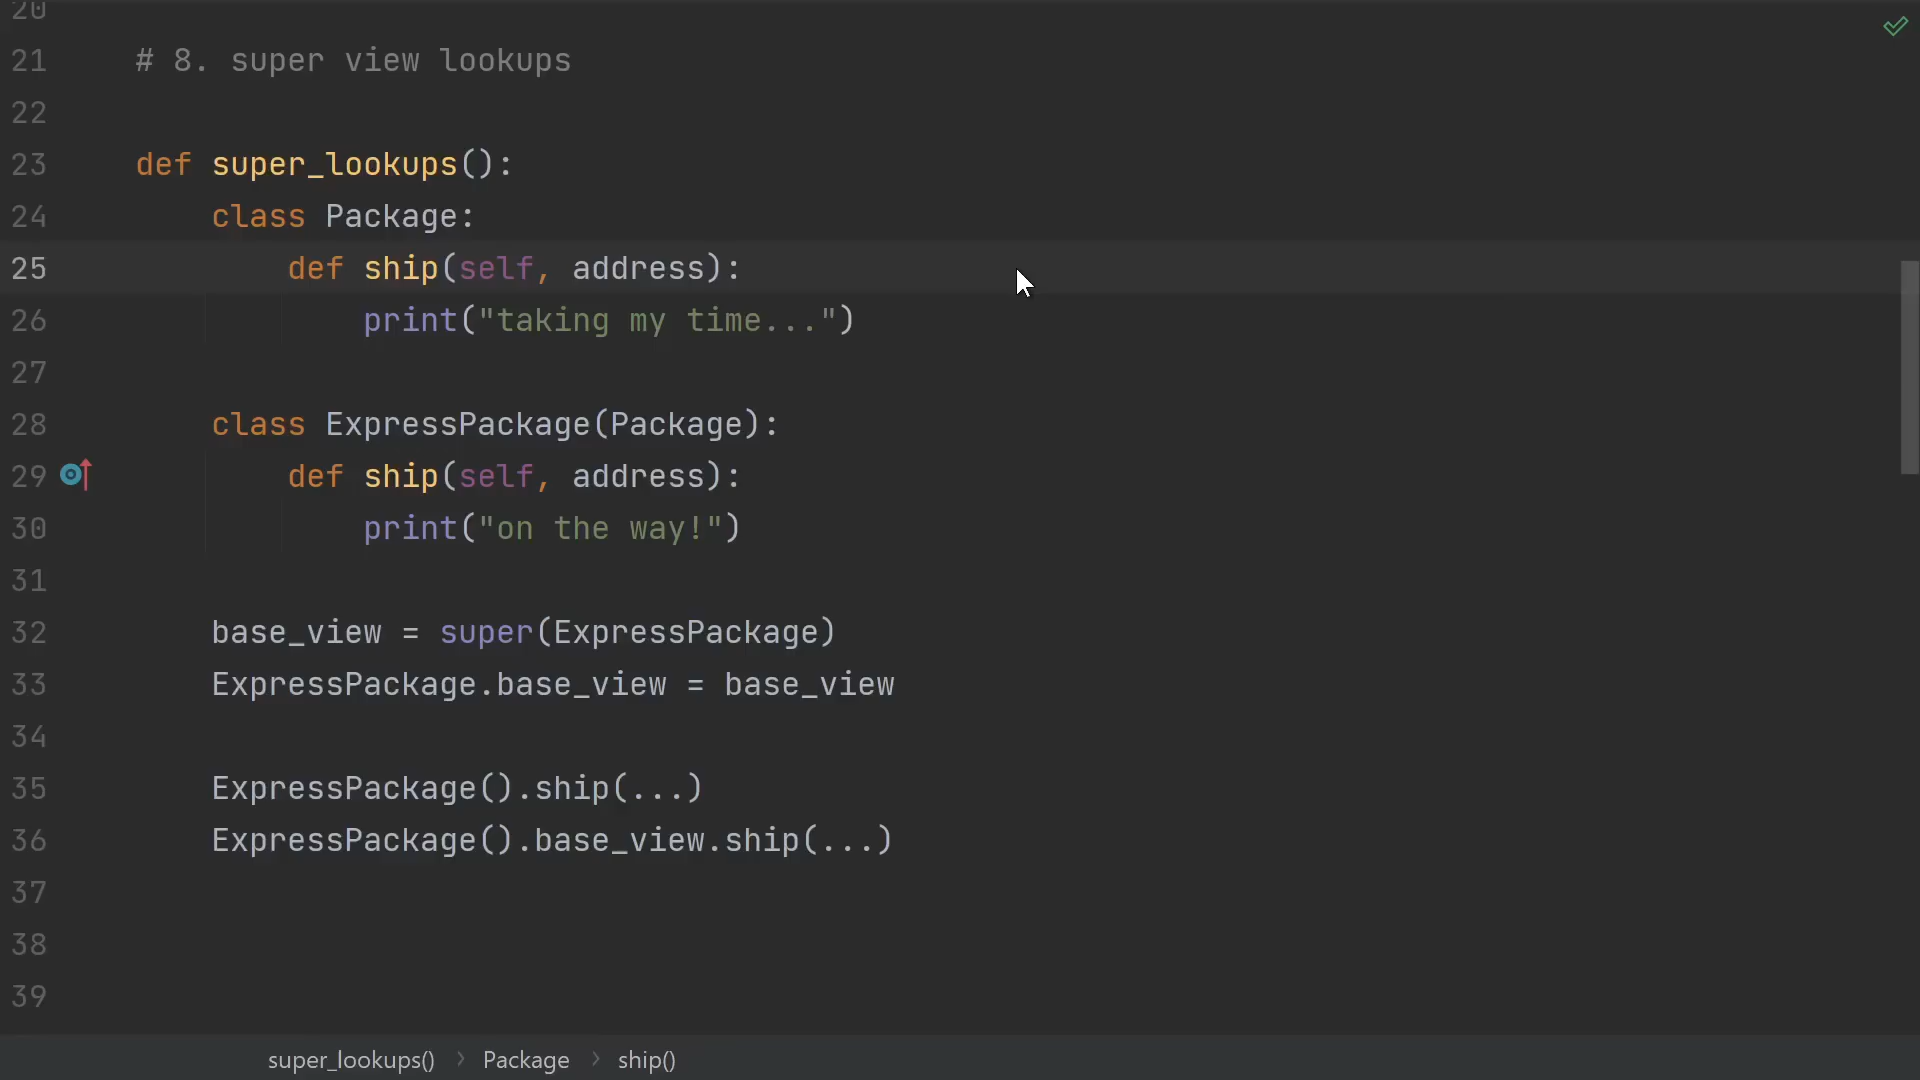 20
21 # 8. super view lookups
22
23 def super_lookups():
24 class Package:
25 def ship(self, address):
26 print("taking my time...")
27
28 class ExpressPackage(Package):
29 def ship(self, address):
30 print("on the way!")
31
32 base_view = super(ExpressPackage)
33 ExpressPackage.base_view = base_view
34
35 ExpressPackage().ship(...)
36 ExpressPackage().base_view.ship(...)
37
38
39
super_lookups() > Package > ship()